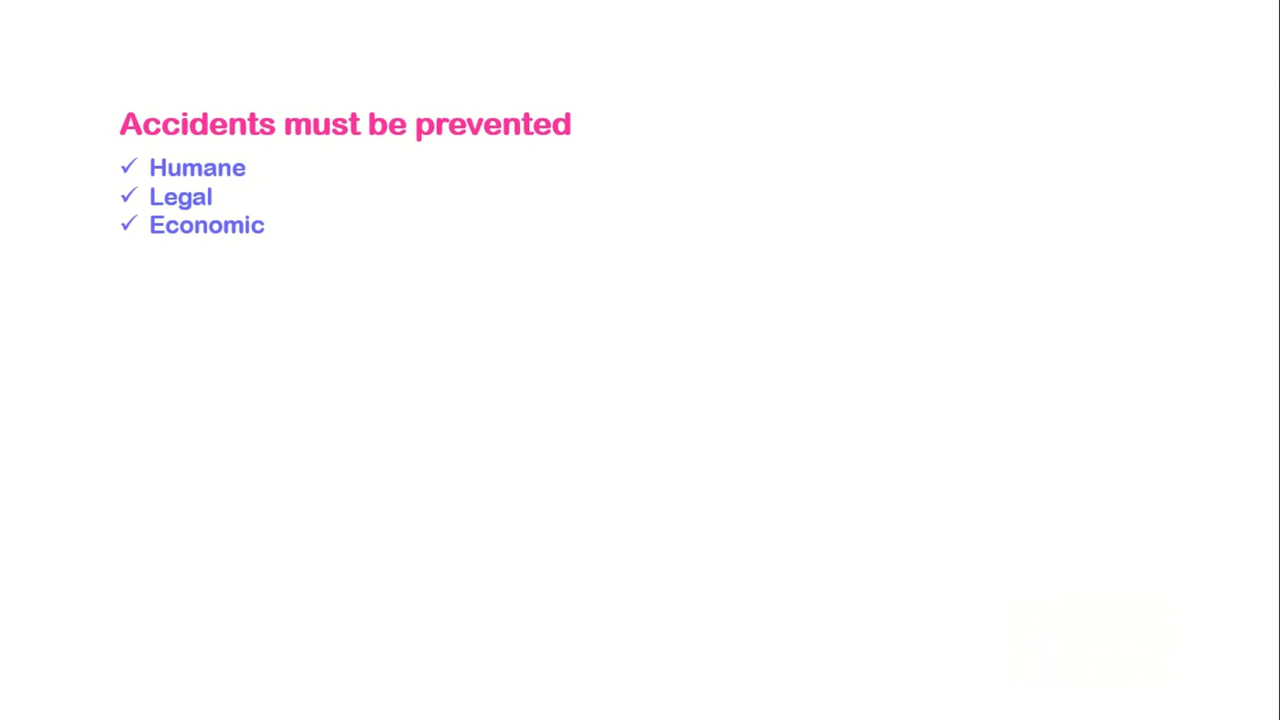 Accidents must be prevented
✓ Humane
✓ Legal
✓ Economic